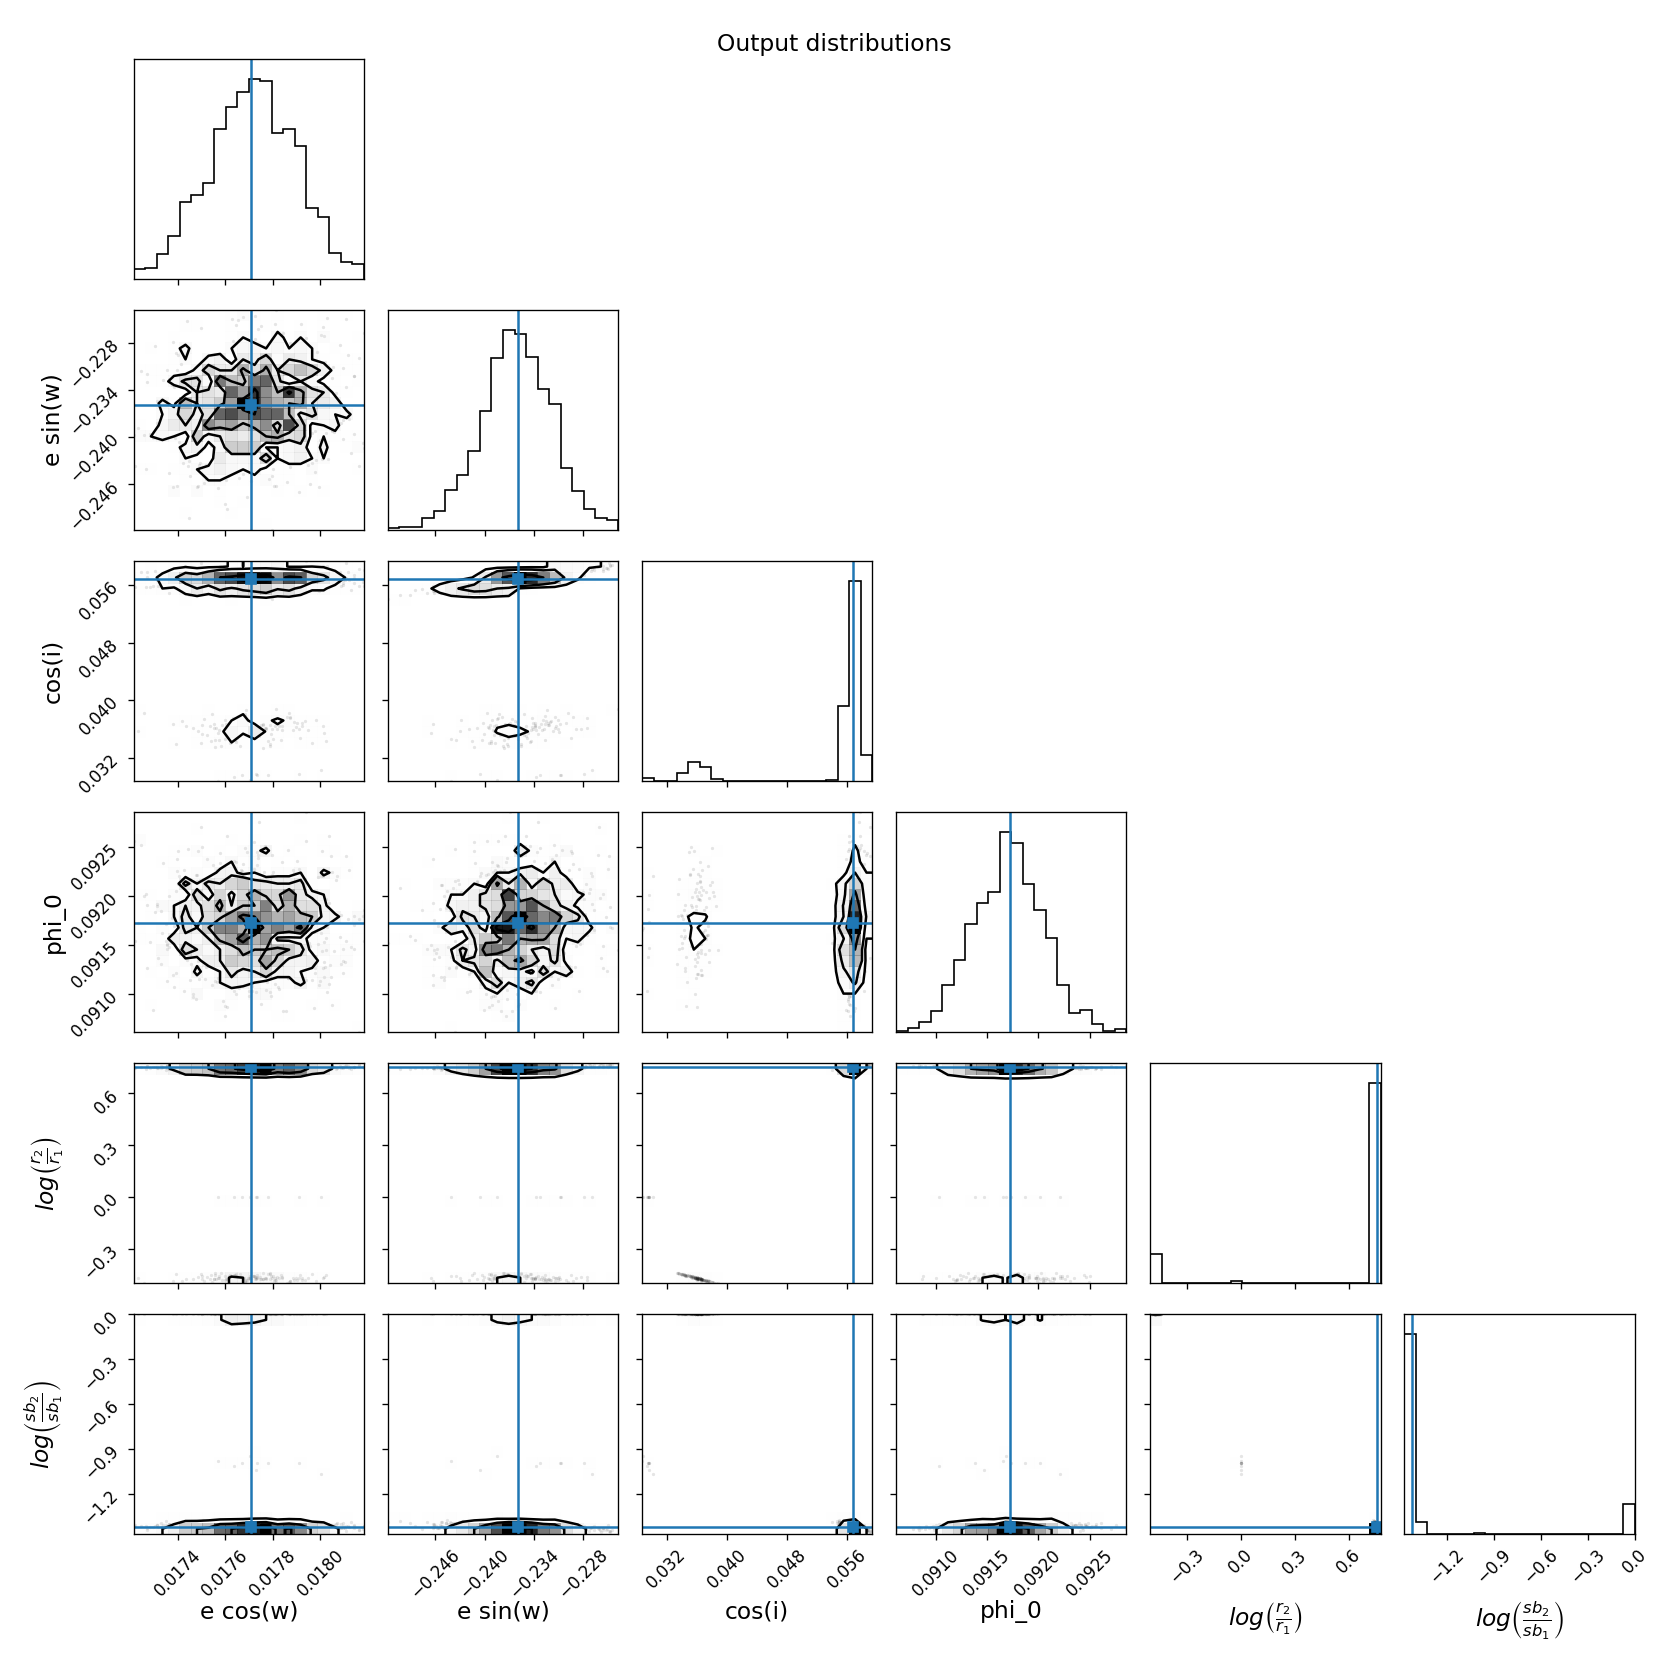 Output distributions
e sin(w)
−0.228
−0.234
−0.240
−0.246
cos(i)
0.056
0.048
0.040
0.032
phi_0
0.0925
0.0920
0.0915
0.0910
log(r₂/r₁)
0.6
0.3
0.0
−0.3
log(sb₂/sb₁)
0.0
−0.3
−0.6
−0.9
−1.2
0.0174 0.0176 0.0178 0.0180
−0.246 −0.240 −0.234 −0.228
0.032 0.040 0.048 0.056
0.0910 0.0915 0.0920 0.0925
−0.3 0.0 0.3 0.6
−1.2 −0.9 −0.6 −0.3 0.0
e cos(w) e sin(w) cos(i) phi_0 log(r₂/r₁) log(sb₂/sb₁)